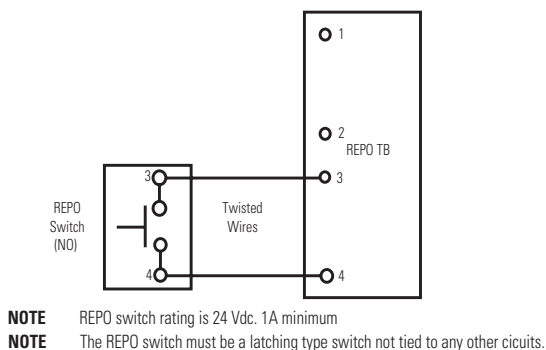 1
2
REPO TB
3
3
REPO
Switch
(NO)
Twisted
Wires
4
4
NOTE REPO switch rating is 24 Vdc. 1A minimum
NOTE The REPO switch must be a latching type switch not tied to any other cicuits.